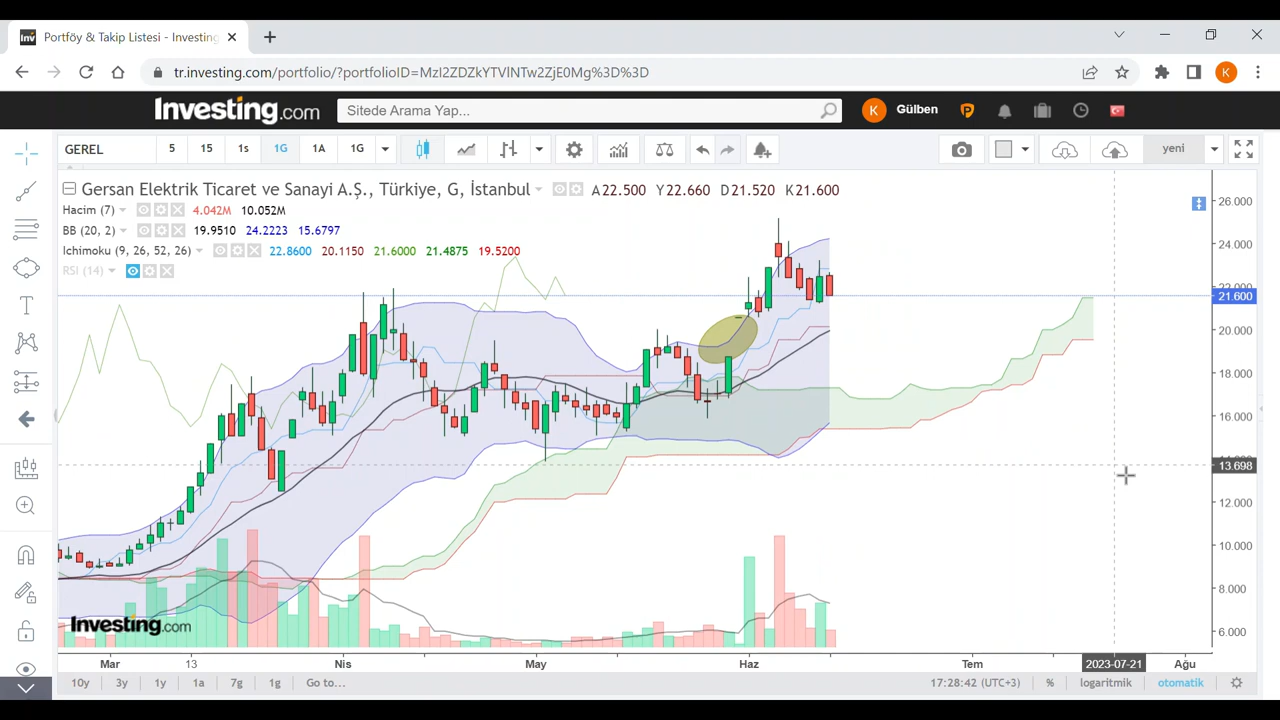 Portföy & Takip Listesi - Investing
tr.investing.com/portfolio/?portfolioID=MzI2ZDZkYTVlNTw2ZjE0Mg%3D%3D
K
Investing.com
Sitede Arama Yap...
K
Gülben
GEREL
5
15
1s
1G
1A
1G
yeni
Gersan Elektrik Ticaret ve Sanayi A.Ş., Türkiye, G, İstanbul
A22.500 Y22.660 D21.520 K21.600
Hacim (7)
4.042M 10.052M
BB (20, 2)
19.9510 24.2223 15.6797
Ichimoku (9, 26, 52, 26)
22.8600 20.1150 21.6000 21.4875 19.5200
RSI (14)
26.000
24.000
21.600
20.000
18.000
16.000
13.698
12.000
10.000
8.000
6.000
Investing.com
Mar
13
Nis
May
Haz
Tem
2023-07-21
Ağu
10y
3y
1y
1a
7g
1g
Go to...
17:28:42 (UTC+3)
%
logaritmik
otomatik